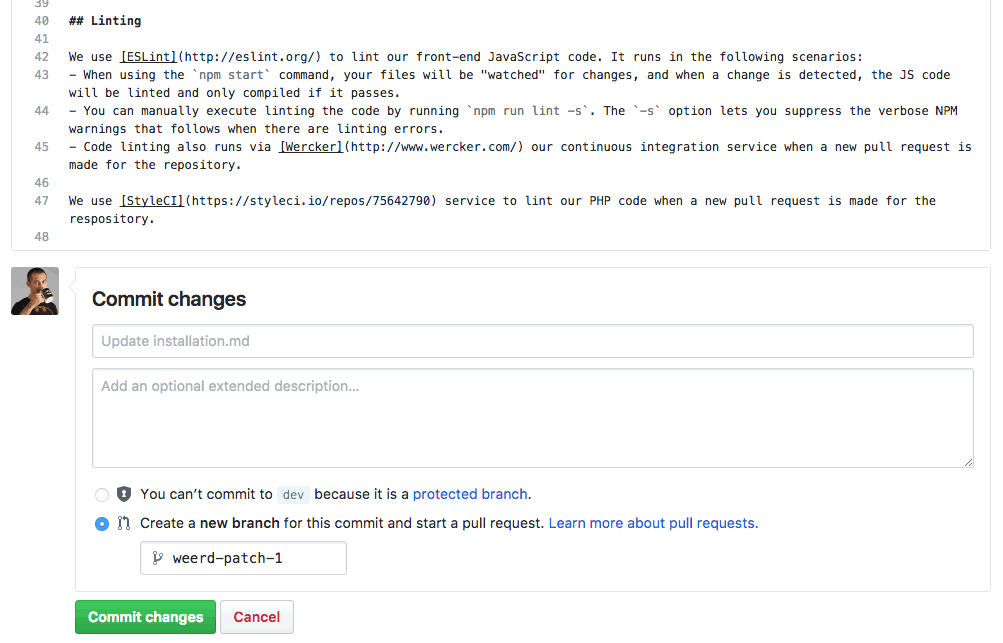 39
40 ## Linting
41
42 We use [ESLint](http://eslint.org/) to lint our front-end JavaScript code. It runs in the following scenarios:
43 - When using the `npm start` command, your files will be "watched" for changes, and when a change is detected, the JS code
will be linted and only compiled if it passes.
44 - You can manually execute linting the code by running `npm run lint -s`. The `-s` option lets you suppress the verbose NPM
warnings that follows when there are linting errors.
45 - Code linting also runs via [Wercker](http://www.wercker.com/) our continuous integration service when a new pull request is
made for the repository.
46
47 We use [StyleCI](https://styleci.io/repos/75642790) service to lint our PHP code when a new pull request is made for the
respository.
48
Commit changes
Update installation.md
Add an optional extended description…
You can’t commit to dev because it is a protected branch.
Create a new branch for this commit and start a pull request. Learn more about pull requests.
weerd-patch-1
Commit changes Cancel